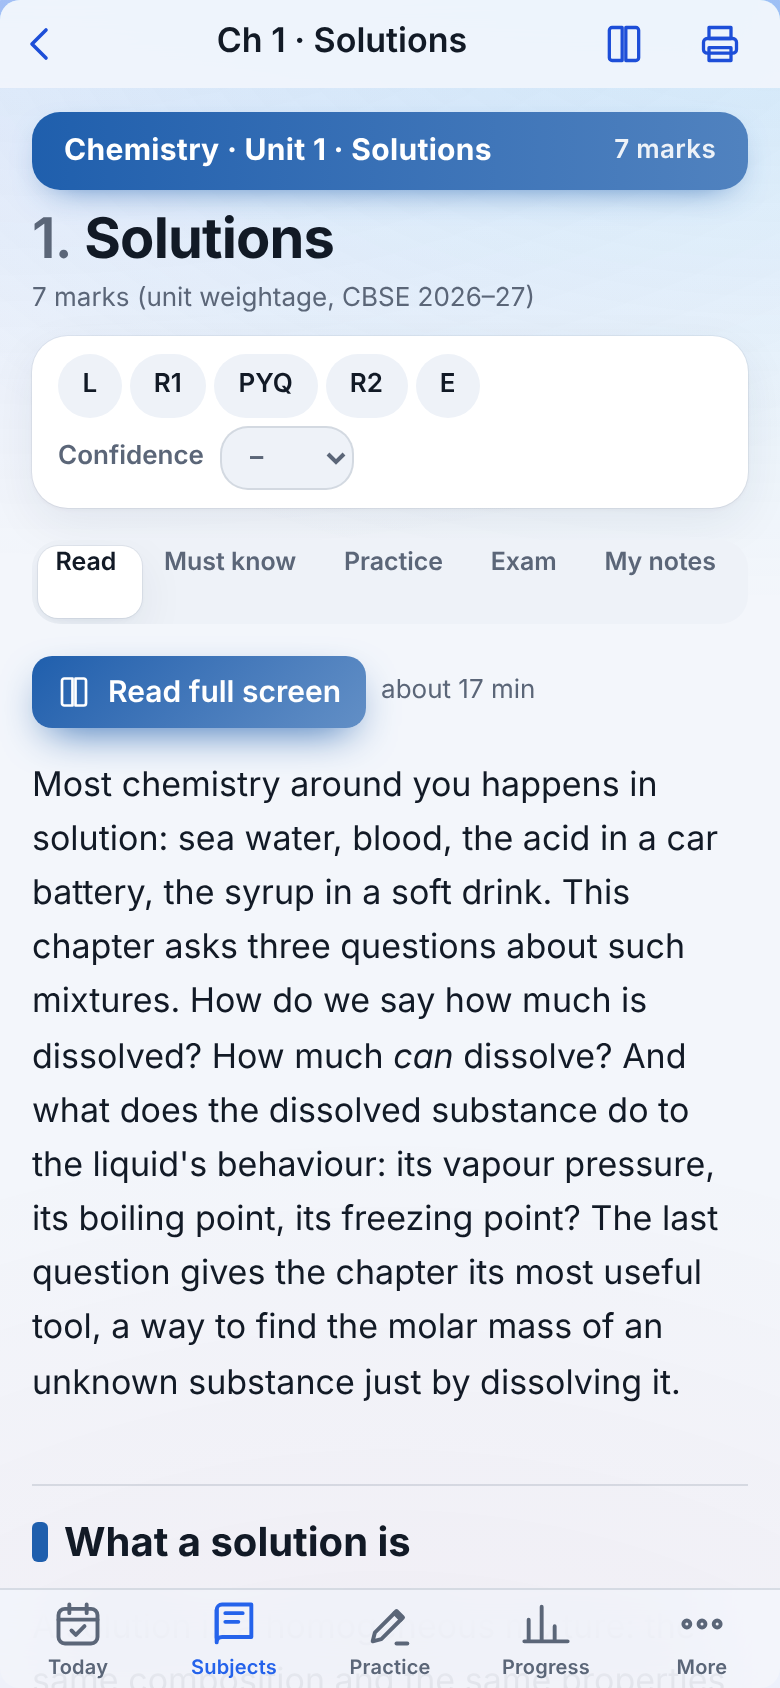 Ch 1 · Solutions
Chemistry · Unit 1 · Solutions 7 marks
1. Solutions
7 marks (unit weightage, CBSE 2026–27)
L R1 PYQ R2 E
Confidence –
Read Must know Practice Exam My notes
Read full screen about 17 min
Most chemistry around you happens in
solution: sea water, blood, the acid in a car
battery, the syrup in a soft drink. This
chapter asks three questions about such
mixtures. How do we say how much is
dissolved? How much can dissolve? And
what does the dissolved substance do to
the liquid's behaviour: its vapour pressure,
its boiling point, its freezing point? The last
question gives the chapter its most useful
tool, a way to find the molar mass of an
unknown substance just by dissolving it.
What a solution is
same composition and the same properties
Today Subjects Practice Progress More